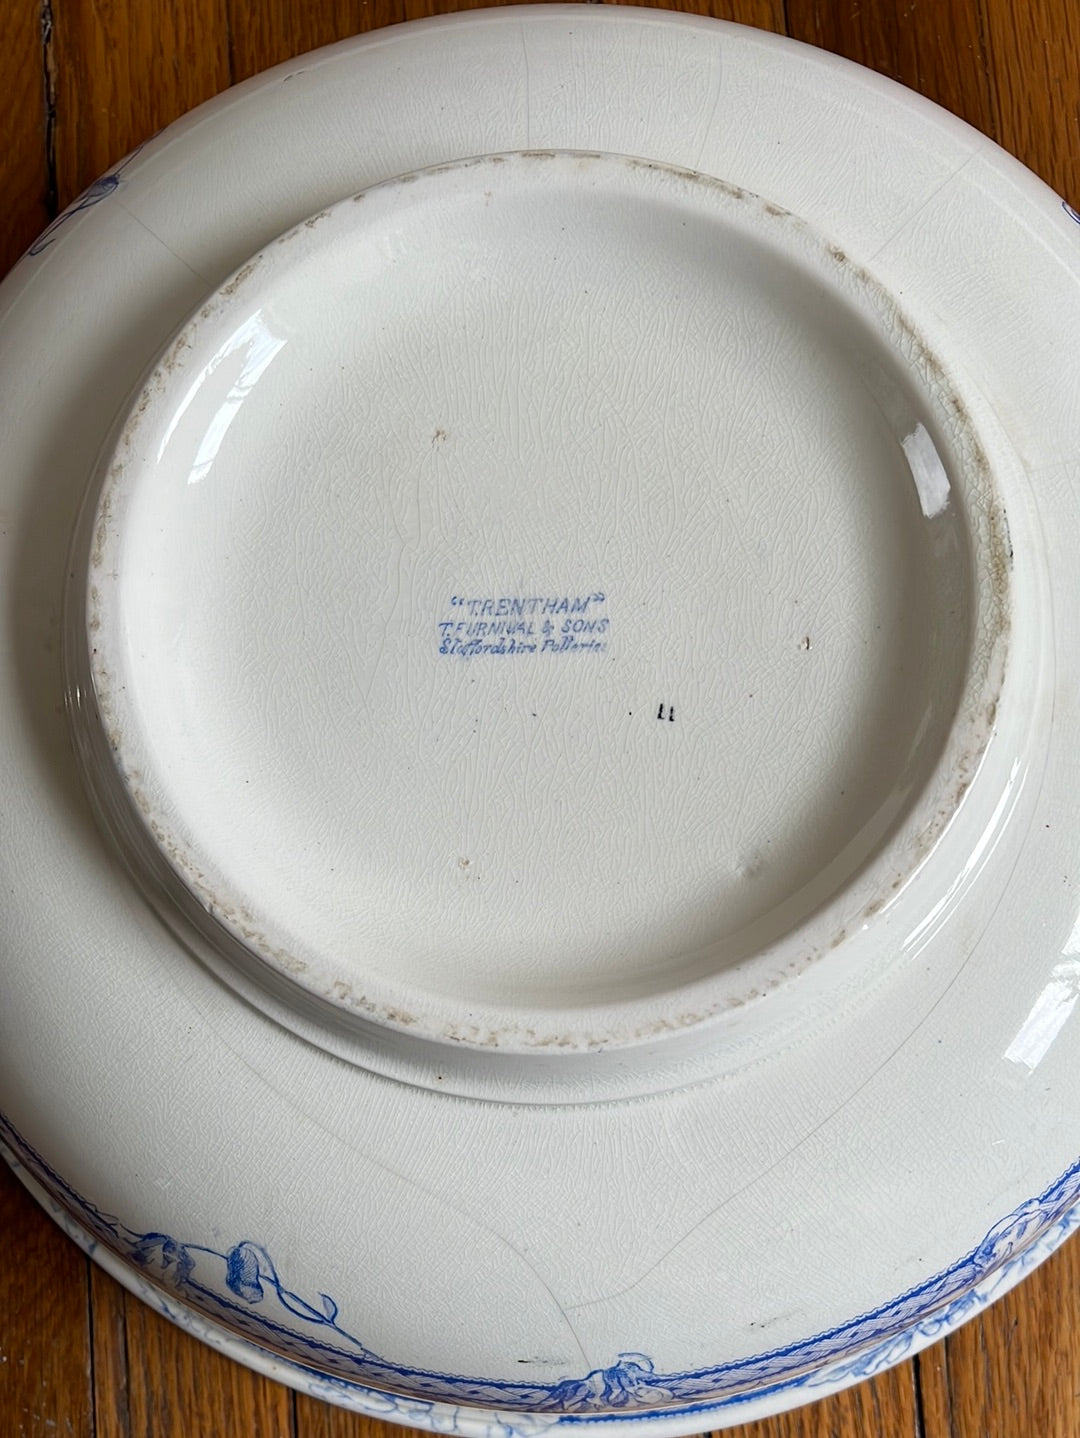 "TRENTHAM"
T. FURNIVAL & SONS
Staffordshire Potteries
11